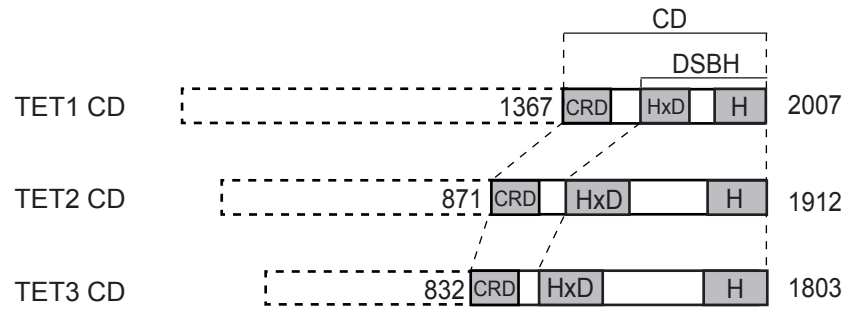 CD
DSBH
TET1 CD 1367 CRD HxD H 2007
TET2 CD 871 CRD HxD H 1912
TET3 CD 832 CRD HxD H 1803